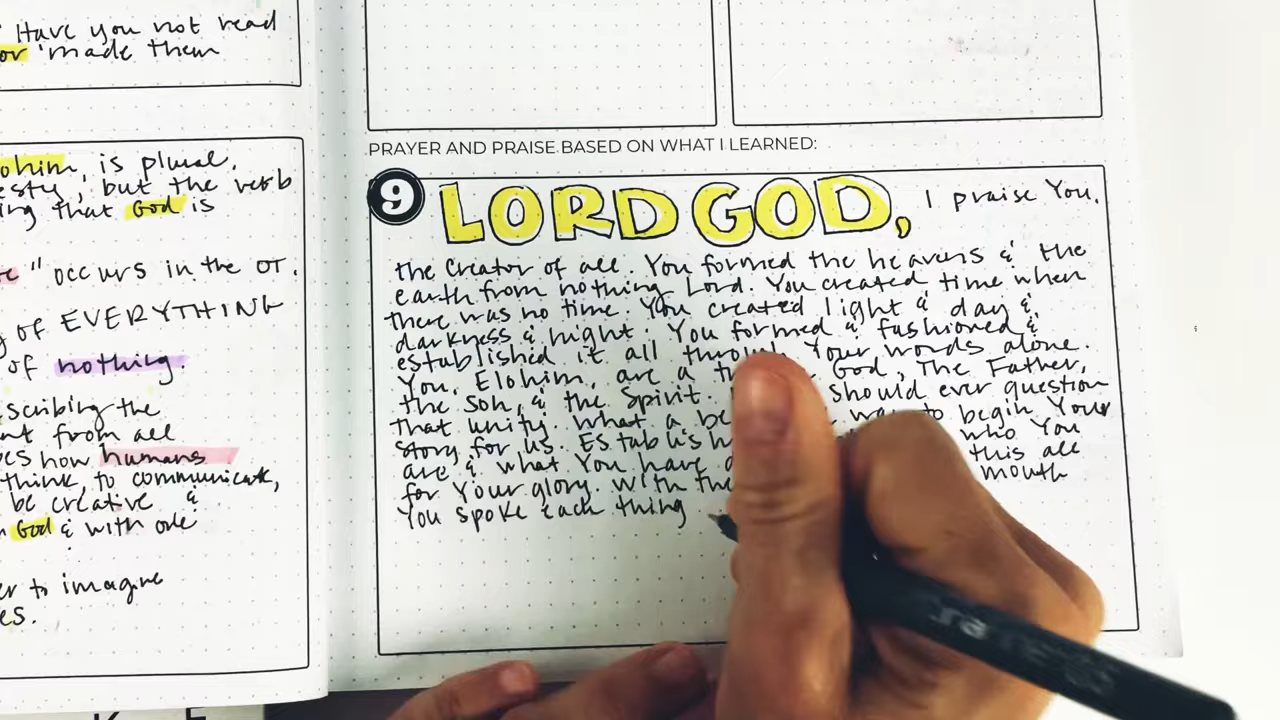 Have you not read
or 'made them
ohim, is plural.
esty, but the verb
ing that God is
" occurs in the OT.
of EVERYTHING
of nothing.
scribing the
nt from all
es how humans
think, to communicate,
be creative &
God & with one
er to imagine
es.
PRAYER AND PRAISE BASED ON WHAT I LEARNED:
9 LORD GOD, I praise You.
the Creator of all. You formed the heavens & the
earth from nothing Lord. You created time when
there was no time. You created light & day &
darkness & night. You formed & fashioned &
established it all through Your words alone.
You, Elohim, are a God, The Father,
the Son, & the Spirit. should ever question
that unity. What a be to begin Your
story for us. Establish who You
are & what You have this all
for Your glory. With the mouth
You spoke each thing